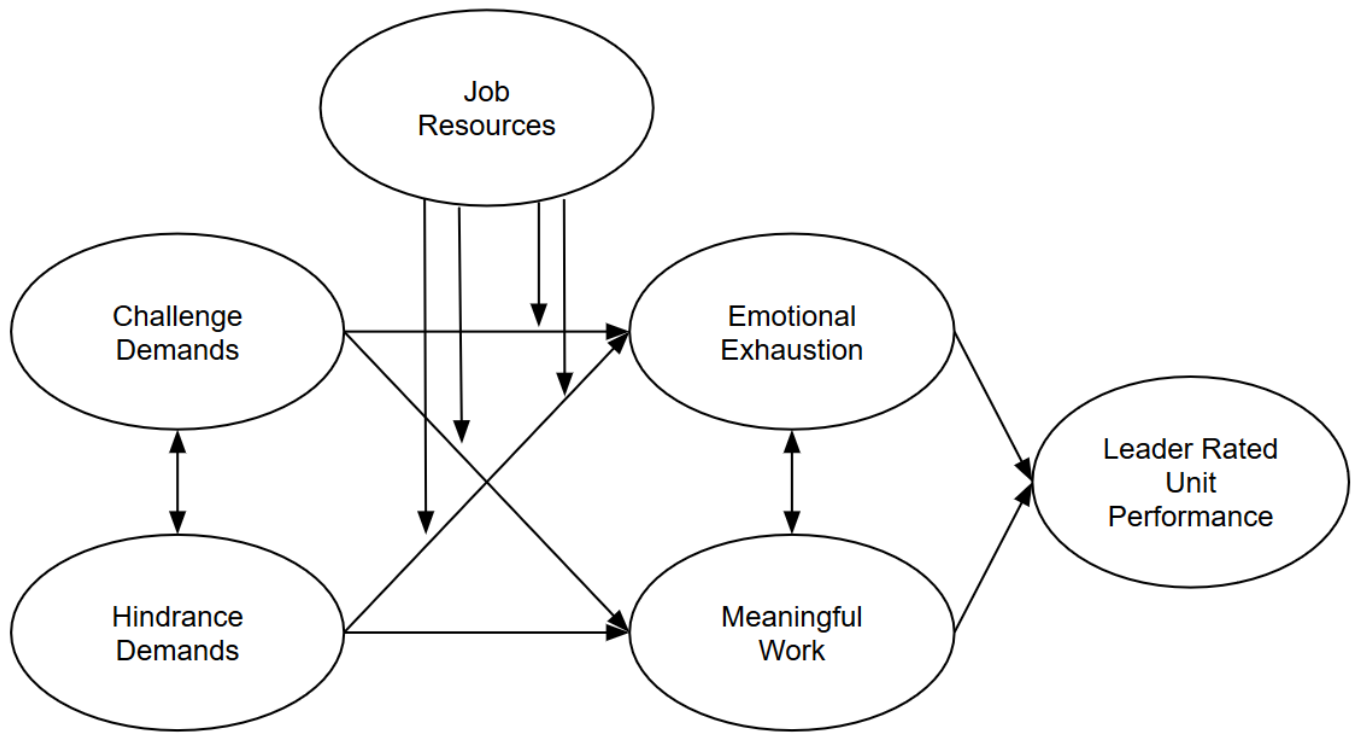 Job
Resources
Challenge
Demands
Emotional
Exhaustion
Leader Rated
Unit
Performance
Hindrance
Demands
Meaningful
Work